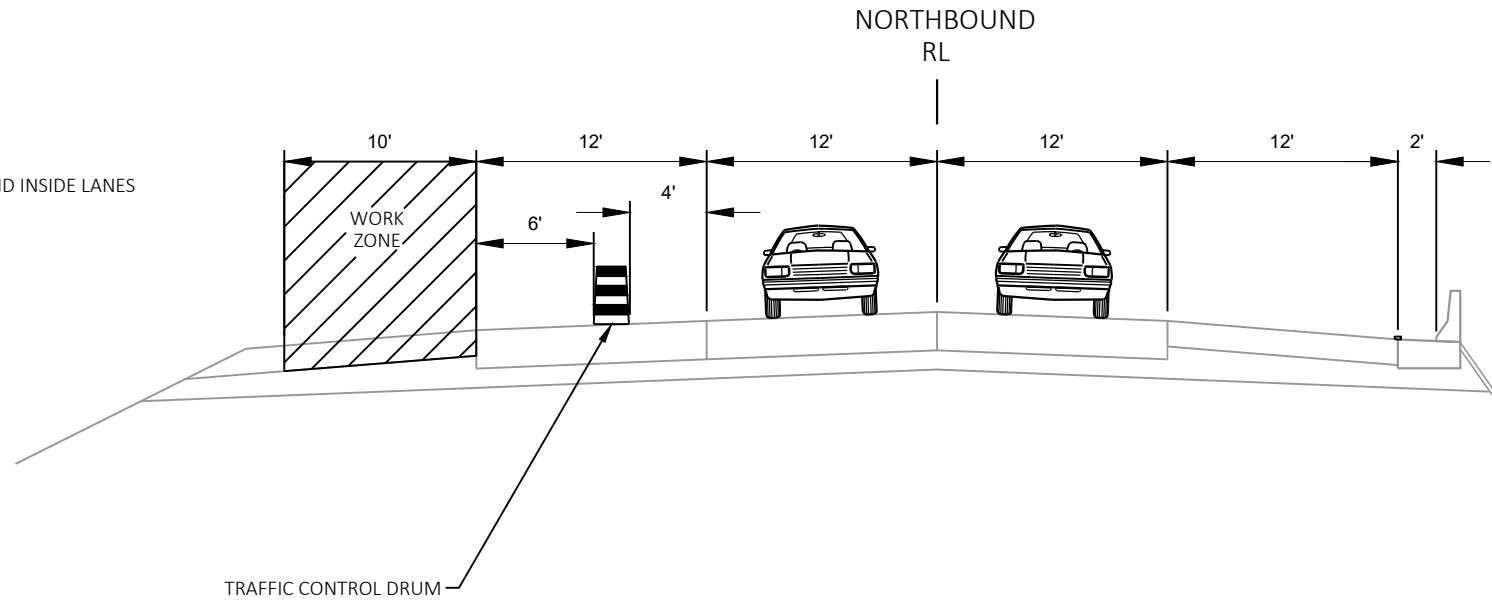 NORTHBOUND
RL
10'
12'
12'
12'
12'
2'
INSIDE LANES
4'
WORK
ZONE
6'
TRAFFIC CONTROL DRUM